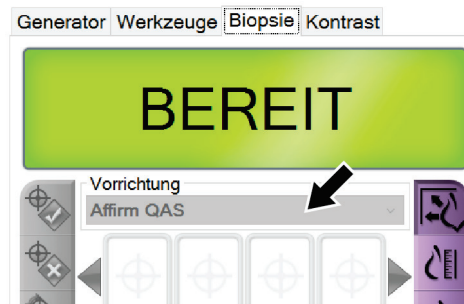 Generator Werkzeuge Biopsie Kontrast
BEREIT
Vorrichtung
Affirm QAS